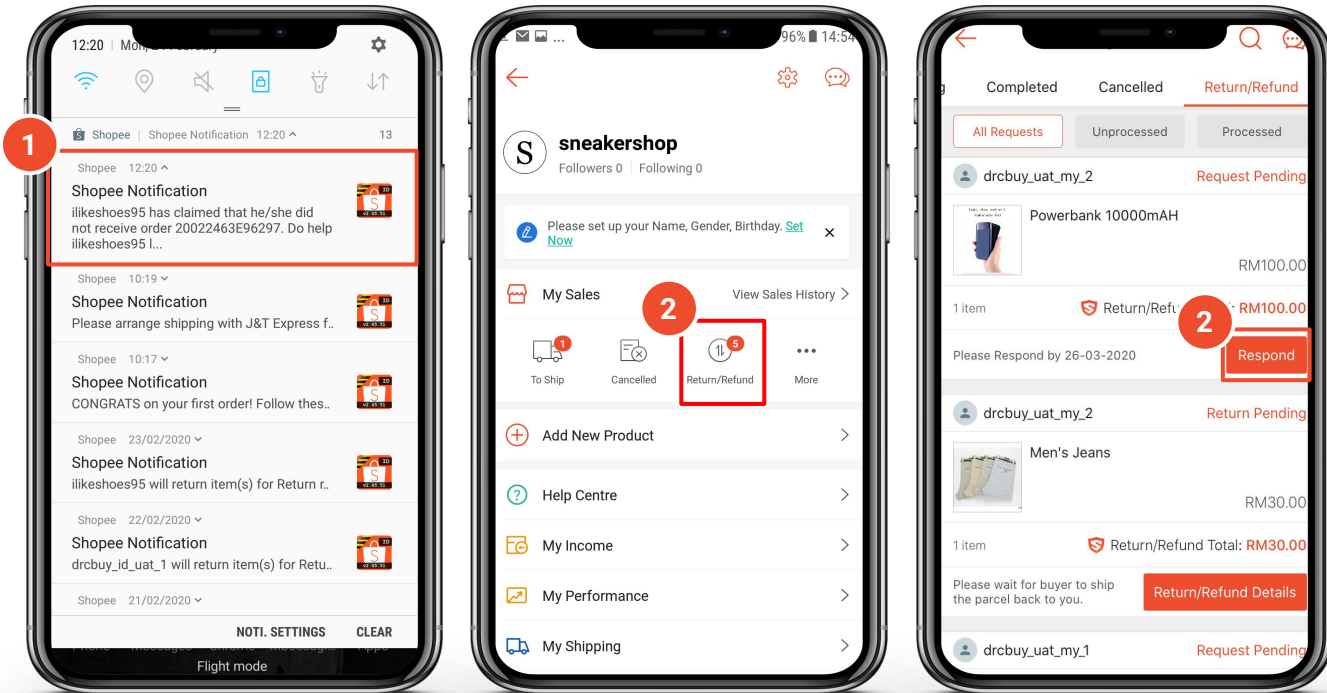 12:20 | Mon,
1
Shopee | Shopee Notification 12:20
13
Shopee 12:20
Shopee Notification
ilikeshoes95 has claimed that he/she did
not receive order 20022463E96297. Do help
ilikeshoes95 l...
Shopee 10:19
Shopee Notification
Please arrange shipping with J&T Express f..
Shopee 10:17
Shopee Notification
CONGRATS on your first order! Follow thes..
Shopee 23/02/2020
Shopee Notification
ilikeshoes95 will return item(s) for Return r..
Shopee 22/02/2020
Shopee Notification
drcbuy_id_uat_1 will return item(s) for Retu..
Shopee 21/02/2020
NOTI. SETTINGS CLEAR
Flight mode
... 96% 14:54
S
sneakershop
Followers 0 | Following 0
Please set up your Name, Gender, Birthday. Set
Now
My Sales
View Sales History
2
1
5
To Ship
Cancelled
Return/Refund
More
Add New Product
Help Centre
My Income
My Performance
My Shipping
g Completed Cancelled Return/Refund
All Requests Unprocessed Processed
drcbuy_uat_my_2 Request Pending
Powerbank 10000mAH
RM100.00
1 item Return/Refu : RM100.00
2
Please Respond by 26-03-2020 Respond
drcbuy_uat_my_2 Return Pending
Men's Jeans
RM30.00
1 item Return/Refund Total: RM30.00
Please wait for buyer to ship
the parcel back to you.
Return/Refund Details
drcbuy_uat_my_1 Request Pending